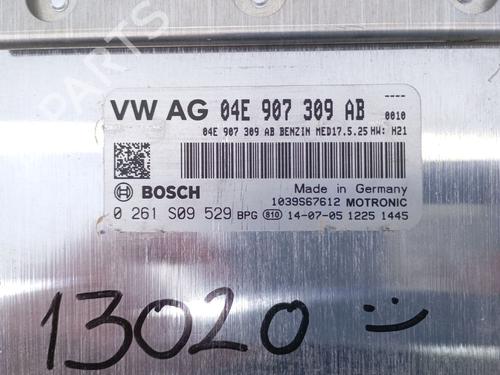 VW AG 04E 907 309 AB ----
0010
04E 907 309 AB BENZIN MED17.5.25 HW: H21
BOSCH
Made in Germany
1039S67612 MOTRONIC
0 261 S09 529 BPG 810 14-07-05 1225 1445
13020
PARTS